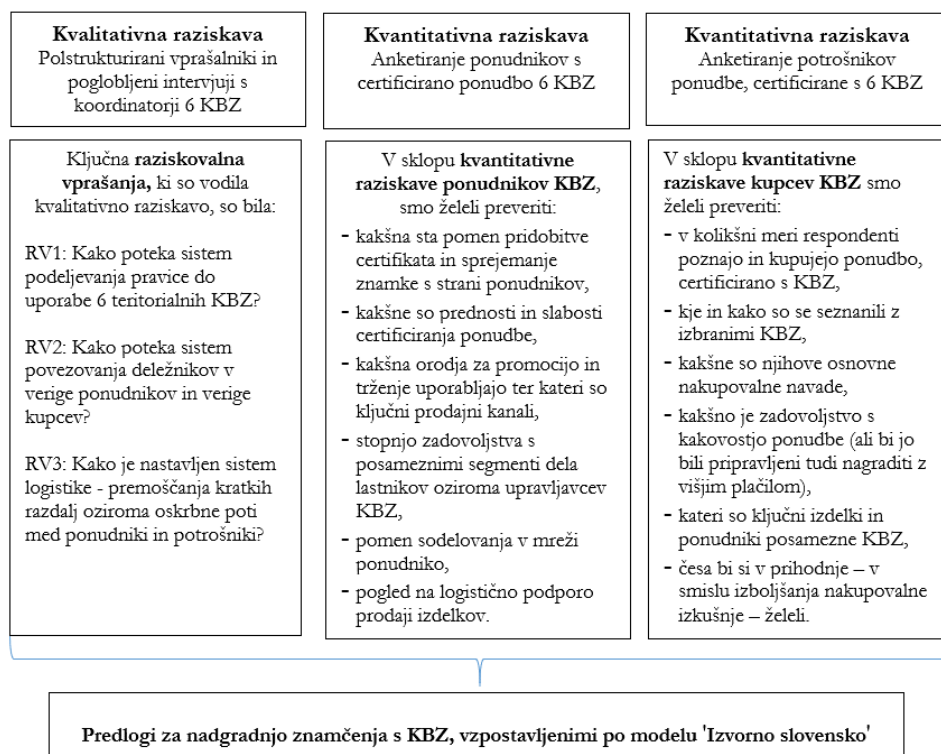 Kvalitativna raziskava
Polstrukturirani vprašalniki in
poglobljeni intervjuji s
koordinatorji 6 KBZ
Kvantitativna raziskava
Anketiranje ponudnikov s
certificirano ponudbo 6 KBZ
Kvantitativna raziskava
Anketiranje potrošnikov
ponudbe, certificirane s 6 KBZ
Ključna raziskovalna
vprašanja, ki so vodila
kvalitativno raziskavo, so bila:
RV1: Kako poteka sistem
podeljevanja pravice do
uporabe 6 teritorialnih KBZ?
RV2: Kako poteka sistem
povezovanja deležnikov v
verige ponudnikov in verige
kupcev?
RV3: Kako je nastavljen sistem
logistike - premoščanja kratkih
razdalj oziroma oskrbne poti
med ponudniki in potrošniki?
V sklopu kvantitativne
raziskave ponudnikov KBZ,
smo želeli preveriti:
- kakšna sta pomen pridobitve
certifikata in sprejemanje
znamke s strani ponudnikov,
- kakšne so prednosti in slabosti
certificiranja ponudbe,
- kakšna orodja za promocijo in
trženje uporabljajo ter kateri so
ključni prodajni kanali,
- stopnjo zadovoljstva s
posameznimi segmenti dela
lastnikov oziroma upravljavcev
KBZ,
- pomen sodelovanja v mreži
ponudniko,
- pogled na logistično podporo
prodaji izdelkov.
V sklopu kvantitativne
raziskave kupcev KBZ smo
želeli preveriti:
- v kolikšni meri respondenti
poznajo in kupujejo ponudbo,
certificirano s KBZ,
- kje in kako so se seznanili z
izbranimi KBZ,
- kakšne so njihove osnovne
nakupovalne navade,
- kakšno je zadovoljstvo s
kakovostjo ponudbe (ali bi jo
bili pripravljeni tudi nagraditi z
višjim plačilom),
- kateri so ključni izdelki in
ponudniki posamezne KBZ,
- česa bi si v prihodnje – v
smislu izboljšanja nakupovalne
izkušnje – želeli.
Predlogi za nadgradnjo znamčenja s KBZ, vzpostavljenimi po modelu 'Izvorno slovensko'